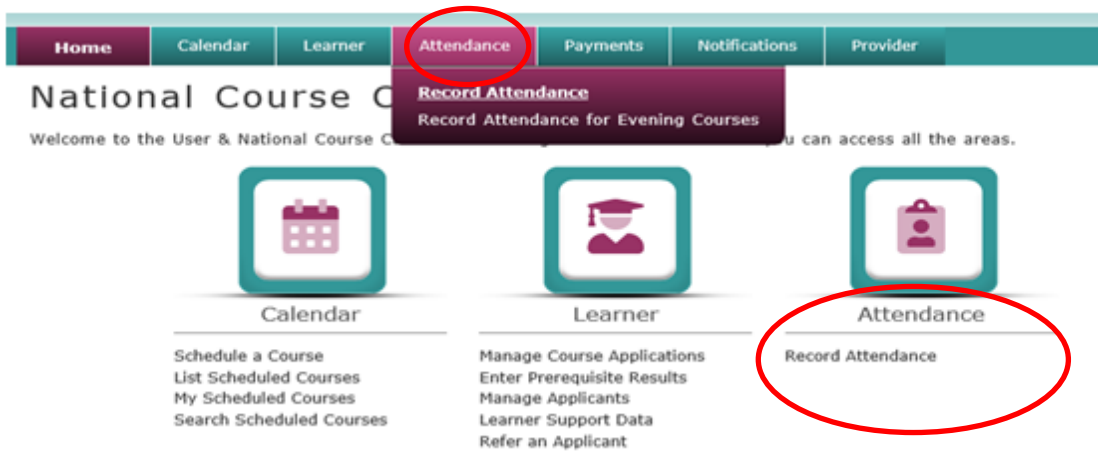 Home Calendar Learner Attendance Payments Notifications Provider
Record Attendance
Record Attendance for Evening Courses
National Course C
Welcome to the User & National Course C u can access all the areas.
Calendar
Schedule a Course
List Scheduled Courses
My Scheduled Courses
Search Scheduled Courses
Learner
Manage Course Applications
Enter Prerequisite Results
Manage Applicants
Learner Support Data
Refer an Applicant
Attendance
Record Attendance